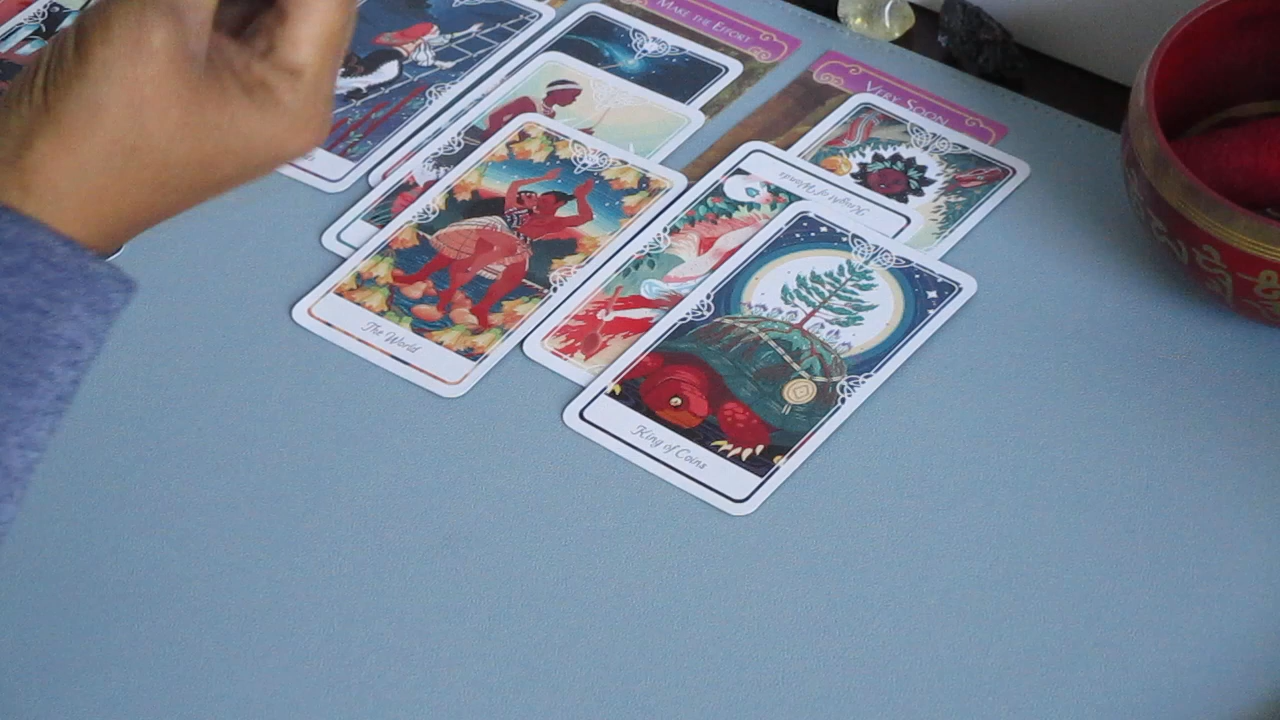 Make the Effort
Very Soon
Knight of Wands
The World
King of Coins